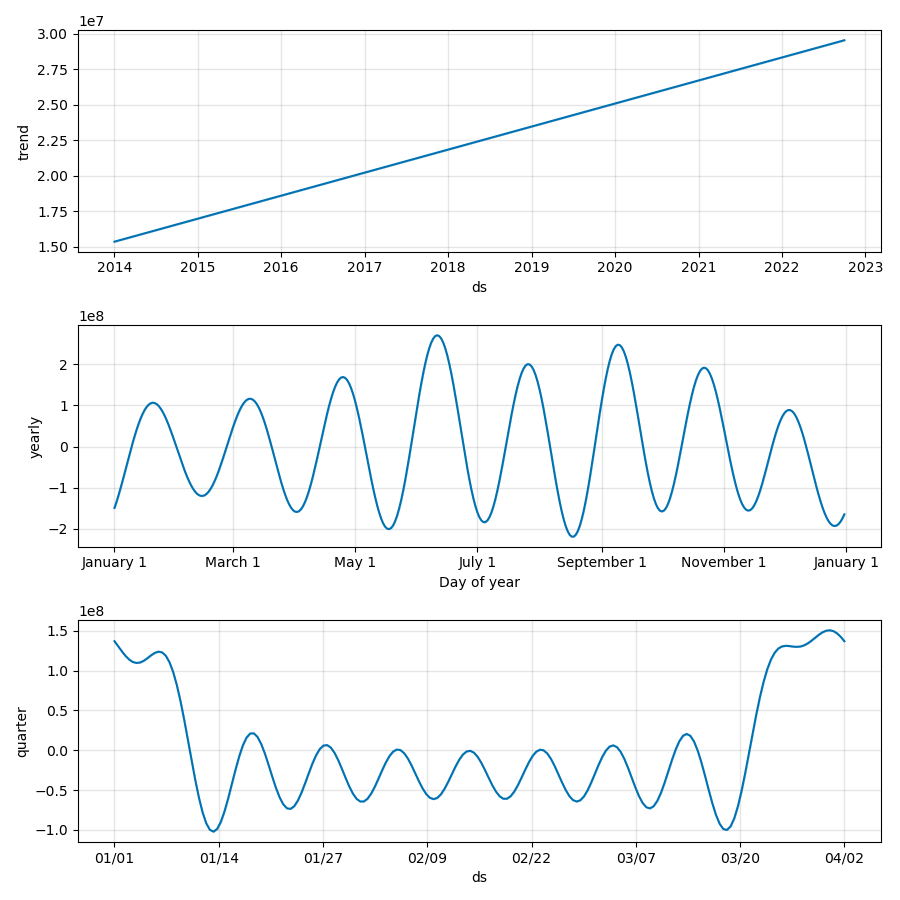 1e7
3.00
2.75
2.50
2.25
2.00
1.75
1.50
trend
2014 2015 2016 2017 2018 2019 2020 2021 2022 2023
ds
1e8
2
1
0
−1
−2
yearly
January 1 March 1 May 1 July 1 September 1 November 1 January 1
Day of year
1e8
1.5
1.0
0.5
0.0
−0.5
−1.0
quarter
01/01 01/14 01/27 02/09 02/22 03/07 03/20 04/02
ds